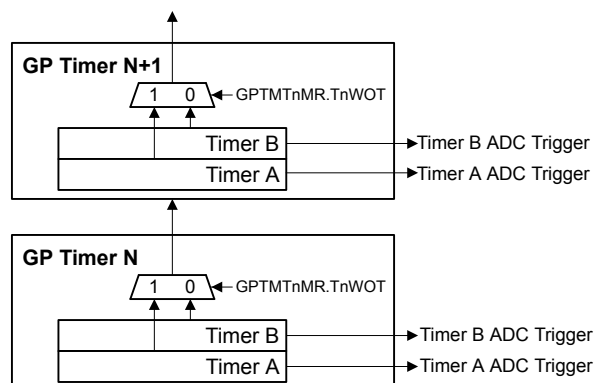 GP Timer N+1
1 0
GPTMTnMR.TnWOT
Timer B
Timer B ADC Trigger
Timer A
Timer A ADC Trigger
GP Timer N
1 0
GPTMTnMR.TnWOT
Timer B
Timer B ADC Trigger
Timer A
Timer A ADC Trigger